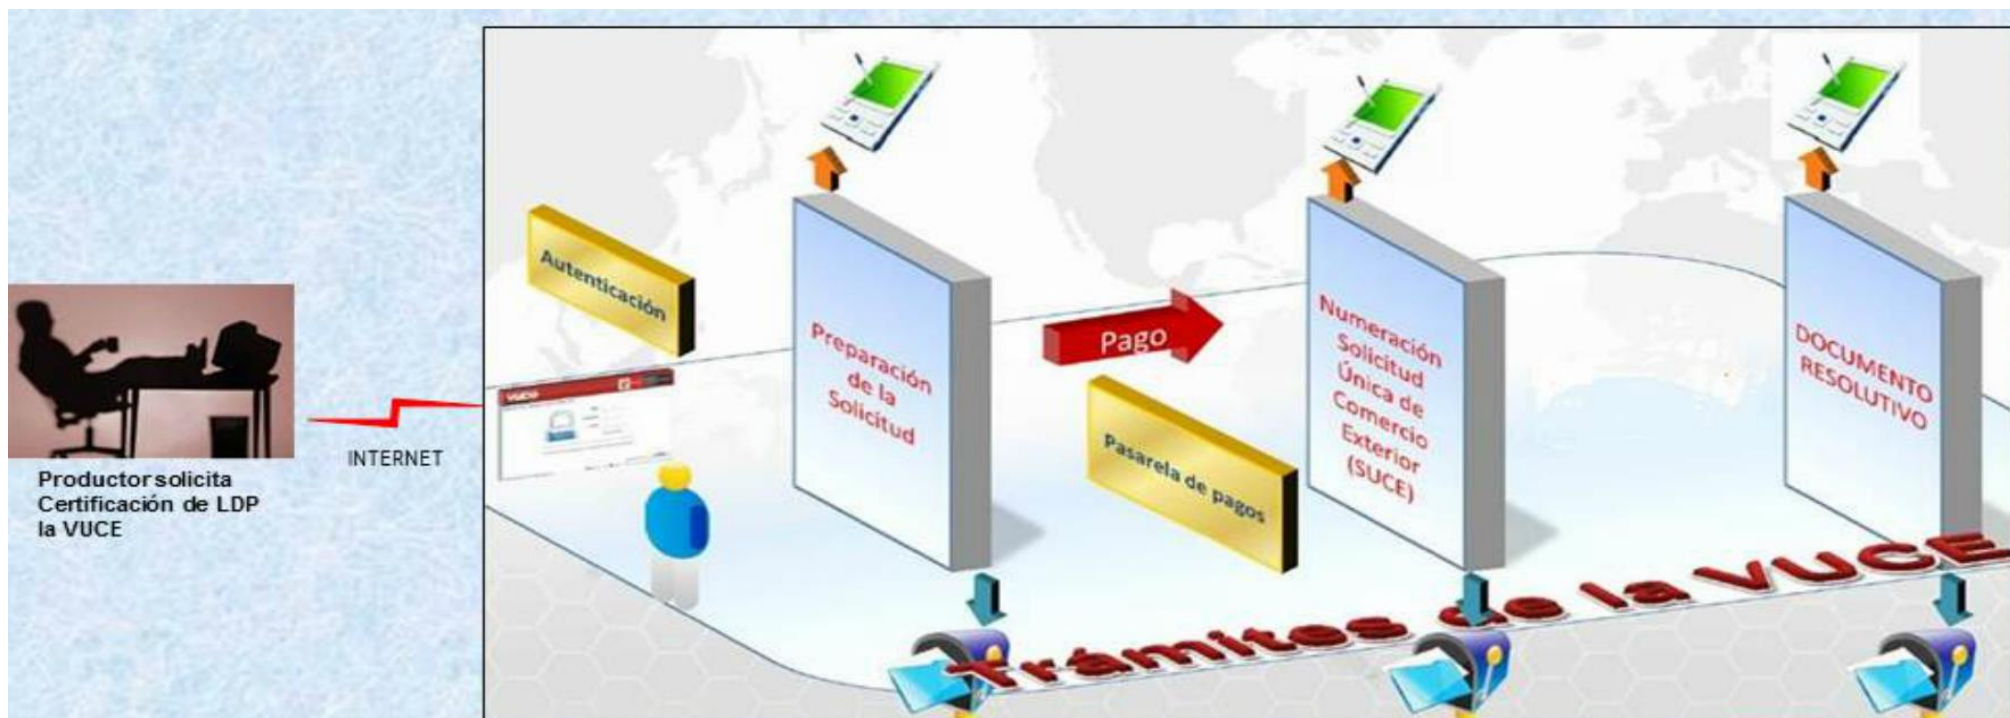 Productor solicita
Certificación de LDP
la VUCE
INTERNET
Autenticación
VUCE
Preparación
de la
Solicitud
Pago
Pasarela de pagos
Numeración
Solicitud
Única de
Comercio
Exterior
(SUCE)
DOCUMENTO
RESOLUTIVO
Trámites de la VUCE